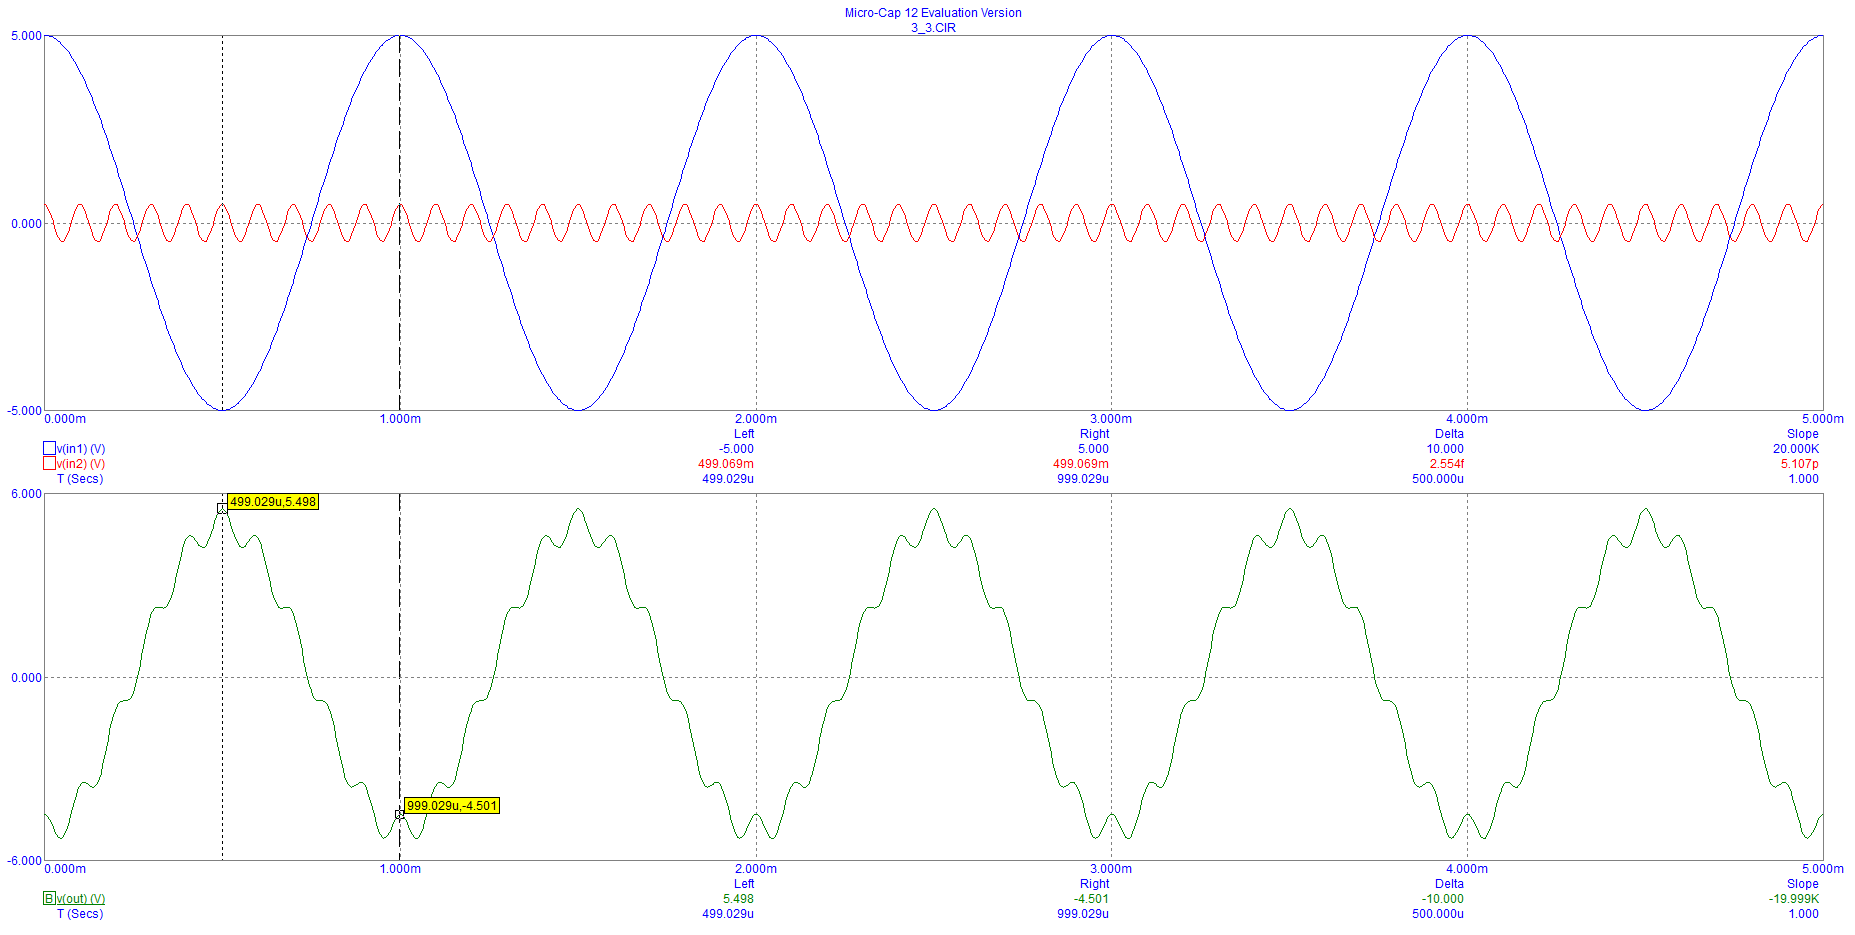 Micro-Cap 12 Evaluation Version
3_3.CIR
5.000
0.000
-5.000
0.000m 1.000m 2.000m 3.000m 4.000m 5.000m
Left Right Delta Slope
v(in1) (V) -5.000 5.000 10.000 20.000K
v(in2) (V) 499.069m 499.069m 2.554f 5.107p
T (Secs) 499.029u 999.029u 500.000u 1.000
6.000
499.029u,5.498
0.000
999.029u,-4.501
-6.000
0.000m 1.000m 2.000m 3.000m 4.000m 5.000m
Left Right Delta Slope
B v(out) (V) 5.498 -4.501 -10.000 -19.999K
T (Secs) 499.029u 999.029u 500.000u 1.000